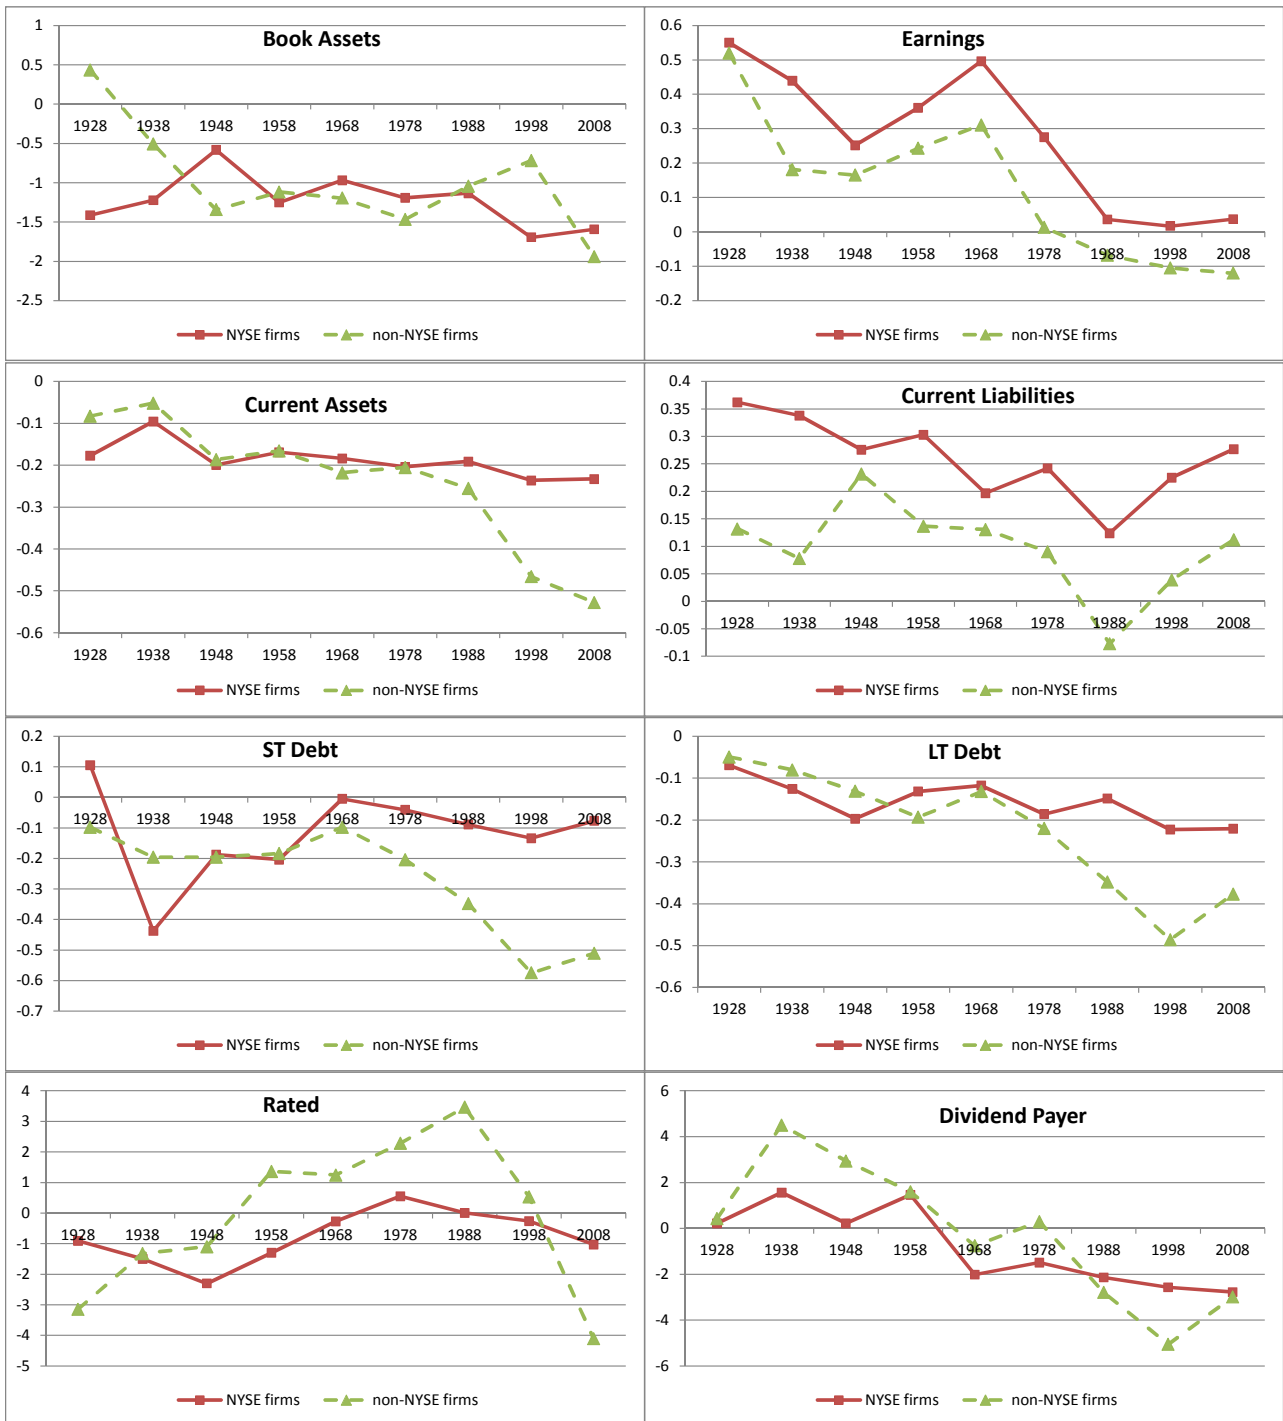 Book Assets
1
0.5
0
-0.5
-1
-1.5
-2
-2.5
1928 1938 1948 1958 1968 1978 1988 1998 2008
NYSE firms non-NYSE firms
Earnings
0.6
0.5
0.4
0.3
0.2
0.1
0
-0.1
-0.2
1928 1938 1948 1958 1968 1978 1988 1998 2008
NYSE firms non-NYSE firms
Current Assets
0
-0.1
-0.2
-0.3
-0.4
-0.5
-0.6
1928 1938 1948 1958 1968 1978 1988 1998 2008
NYSE firms non-NYSE firms
Current Liabilities
0.4
0.35
0.3
0.25
0.2
0.15
0.1
0.05
0
-0.05
-0.1
1928 1938 1948 1958 1968 1978 1988 1998 2008
NYSE firms non-NYSE firms
ST Debt
0.2
0.1
0
-0.1
-0.2
-0.3
-0.4
-0.5
-0.6
-0.7
1928 1938 1948 1958 1968 1978 1988 1998 2008
NYSE firms non-NYSE firms
LT Debt
0
-0.1
-0.2
-0.3
-0.4
-0.5
-0.6
1928 1938 1948 1958 1968 1978 1988 1998 2008
NYSE firms non-NYSE firms
Rated
4
3
2
1
0
-1
-2
-3
-4
-5
1928 1938 1948 1958 1968 1978 1988 1998 2008
NYSE firms non-NYSE firms
Dividend Payer
6
4
2
0
-2
-4
-6
1928 1938 1948 1958 1968 1978 1988 1998 2008
NYSE firms non-NYSE firms